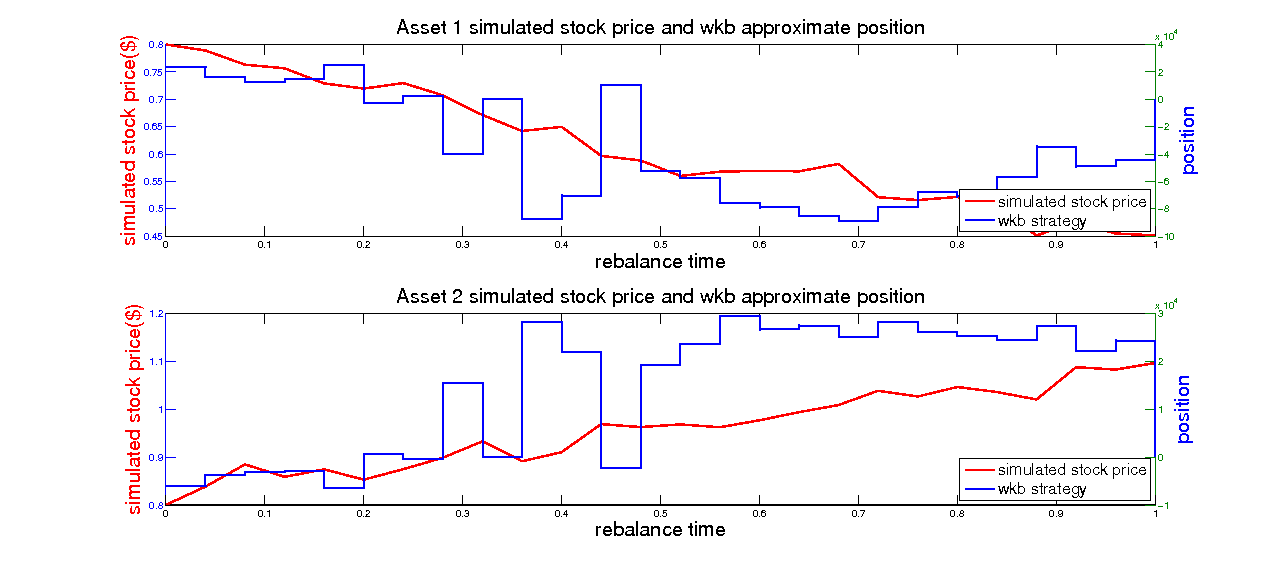 Asset 1 simulated stock price and wkb approximate position
x 10^4
simulated stock price($)
0.8
0.75
0.7
0.65
0.6
0.55
0.5
0.45
4
2
0
−2
−4
−6
−8
−10
position
simulated stock price
wkb strategy
0 0.1 0.2 0.3 0.4 0.5 0.6 0.7 0.8 0.9 1
rebalance time
Asset 2 simulated stock price and wkb approximate position
x 10^4
simulated stock price($)
1.2
1.1
1
0.9
0.8
3
2
1
0
−1
position
simulated stock price
wkb strategy
0 0.1 0.2 0.3 0.4 0.5 0.6 0.7 0.8 0.9 1
rebalance time